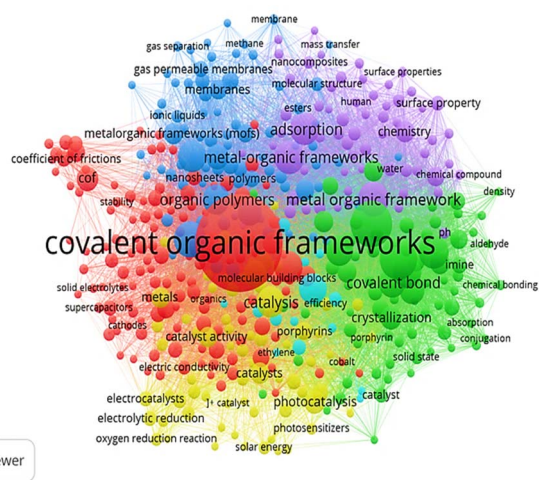 membrane
gas separation
methane
mass transfer
gas permeable membranes
nanocomposites
surface properties
membranes
molecular structure
esters
human
surface property
ionic liquids
metalorganic frameworks (mofs)
adsorption
chemistry
coefficient of frictions
metal-organic frameworks
water
cof
nanosheets
polymers
chemical compound
stability
organic polymers
metal organic framework
density
ph
covalent organic frameworks
aldehyde
imine
molecular building blocks
covalent bond
chemical bonding
solid electrolytes
metals
organics
catalysis
efficiency
supercapacitors
crystallization
cathodes
absorption
catalyst activity
porphyrins
porphyrin
conjugation
ethylene
solid state
electric conductivity
catalysts
cobalt
electrocatalysts
]+ catalyst
photocatalysis
catalyst
electrolytic reduction
photosensitizers
oxygen reduction reaction
solar energy
ewer